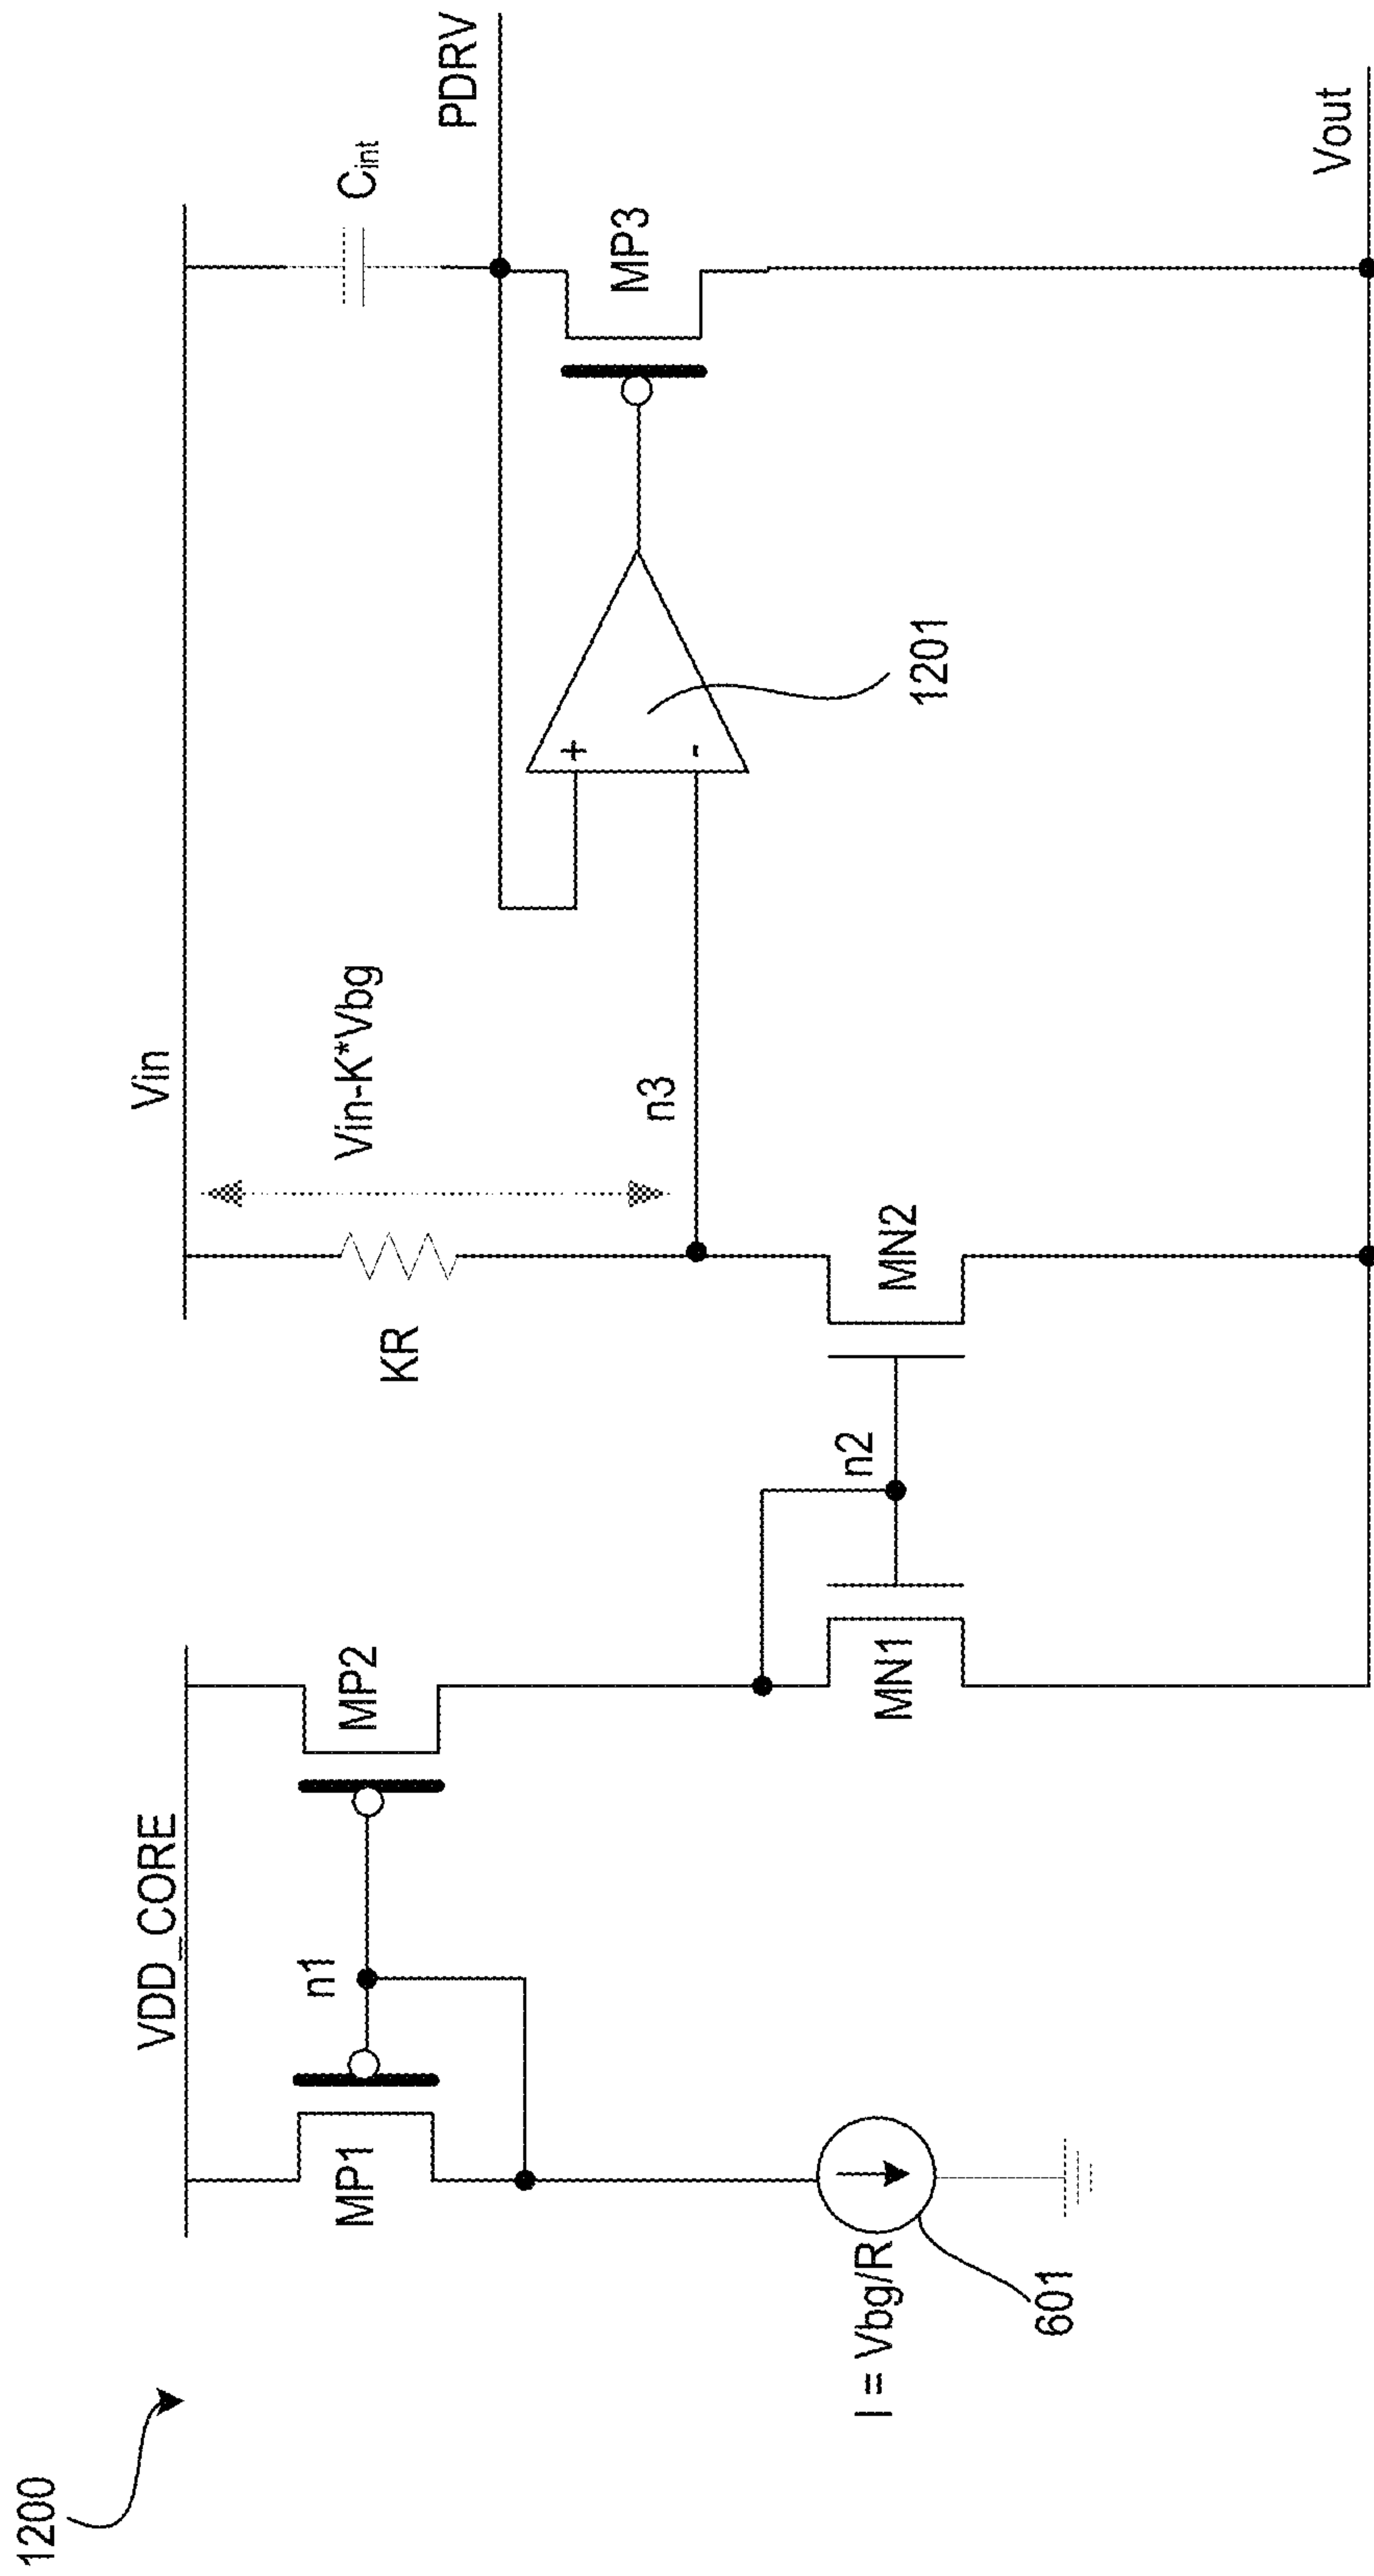 1200
VDD_CORE
Vin
MP1
n1
MP2
KR
Vin-K*Vbg
Cint
PDRV
n3
MP3
+
-
1201
I = Vbg/R
601
n2
MN1
MN2
Vout